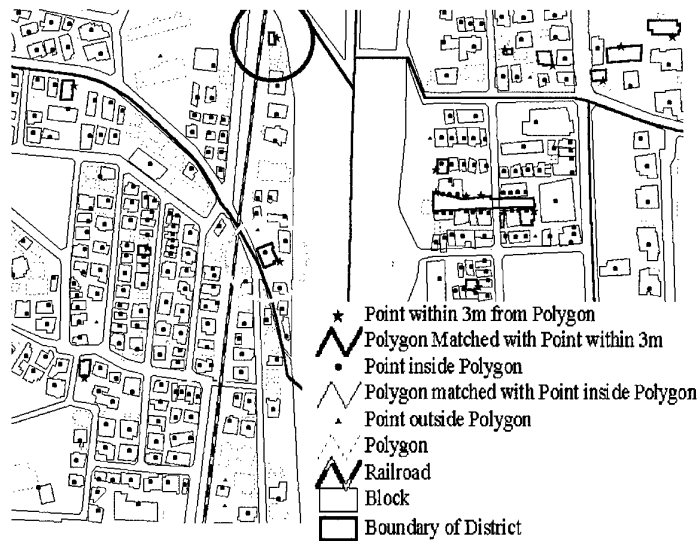 Point within 3m from Polygon
Polygon Matched with Point within 3m
Point inside Polygon
Polygon matched with Point inside Polygon
Point outside Polygon
Polygon
Railroad
Block
Boundary of District